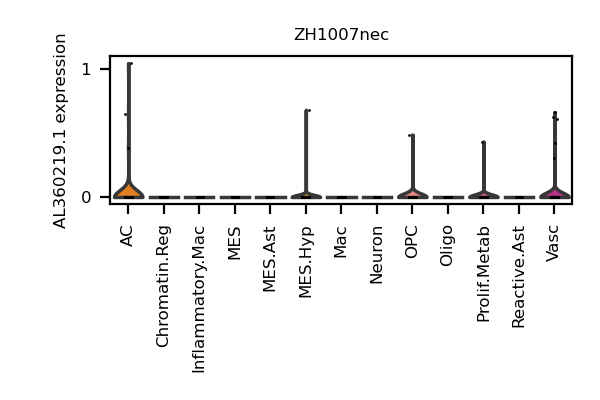 ZH1007nec
AL360219.1 expression
1
0
AC
Chromatin.Reg
Inflammatory.Mac
MES
MES.Ast
MES.Hyp
Mac
Neuron
OPC
Oligo
Prolif.Metab
Reactive.Ast
Vasc